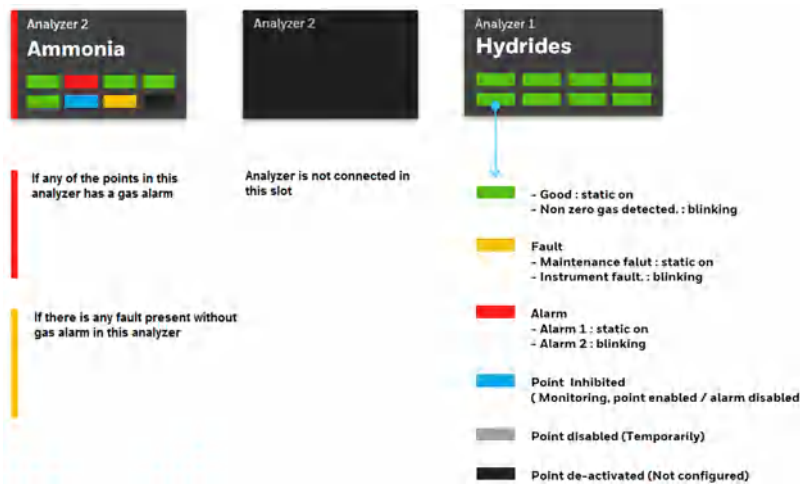 Analyzer 2
Ammonia
Analyzer 2
Analyzer 1
Hydrides
If any of the points in this
analyzer has a gas alarm
Analyzer is not connected in
this slot
- Good : static on
- Non zero gas detected. : blinking
Fault
- Maintenance falut : static on
- Instrument fault. : blinking
If there is any fault present without
gas alarm in this analyzer
Alarm
- Alarm 1 : static on
- Alarm 2 : blinking
Point Inhibited
( Monitoring, point enabled / alarm disabled
Point disabled (Temporarily)
Point de-activated (Not configured)